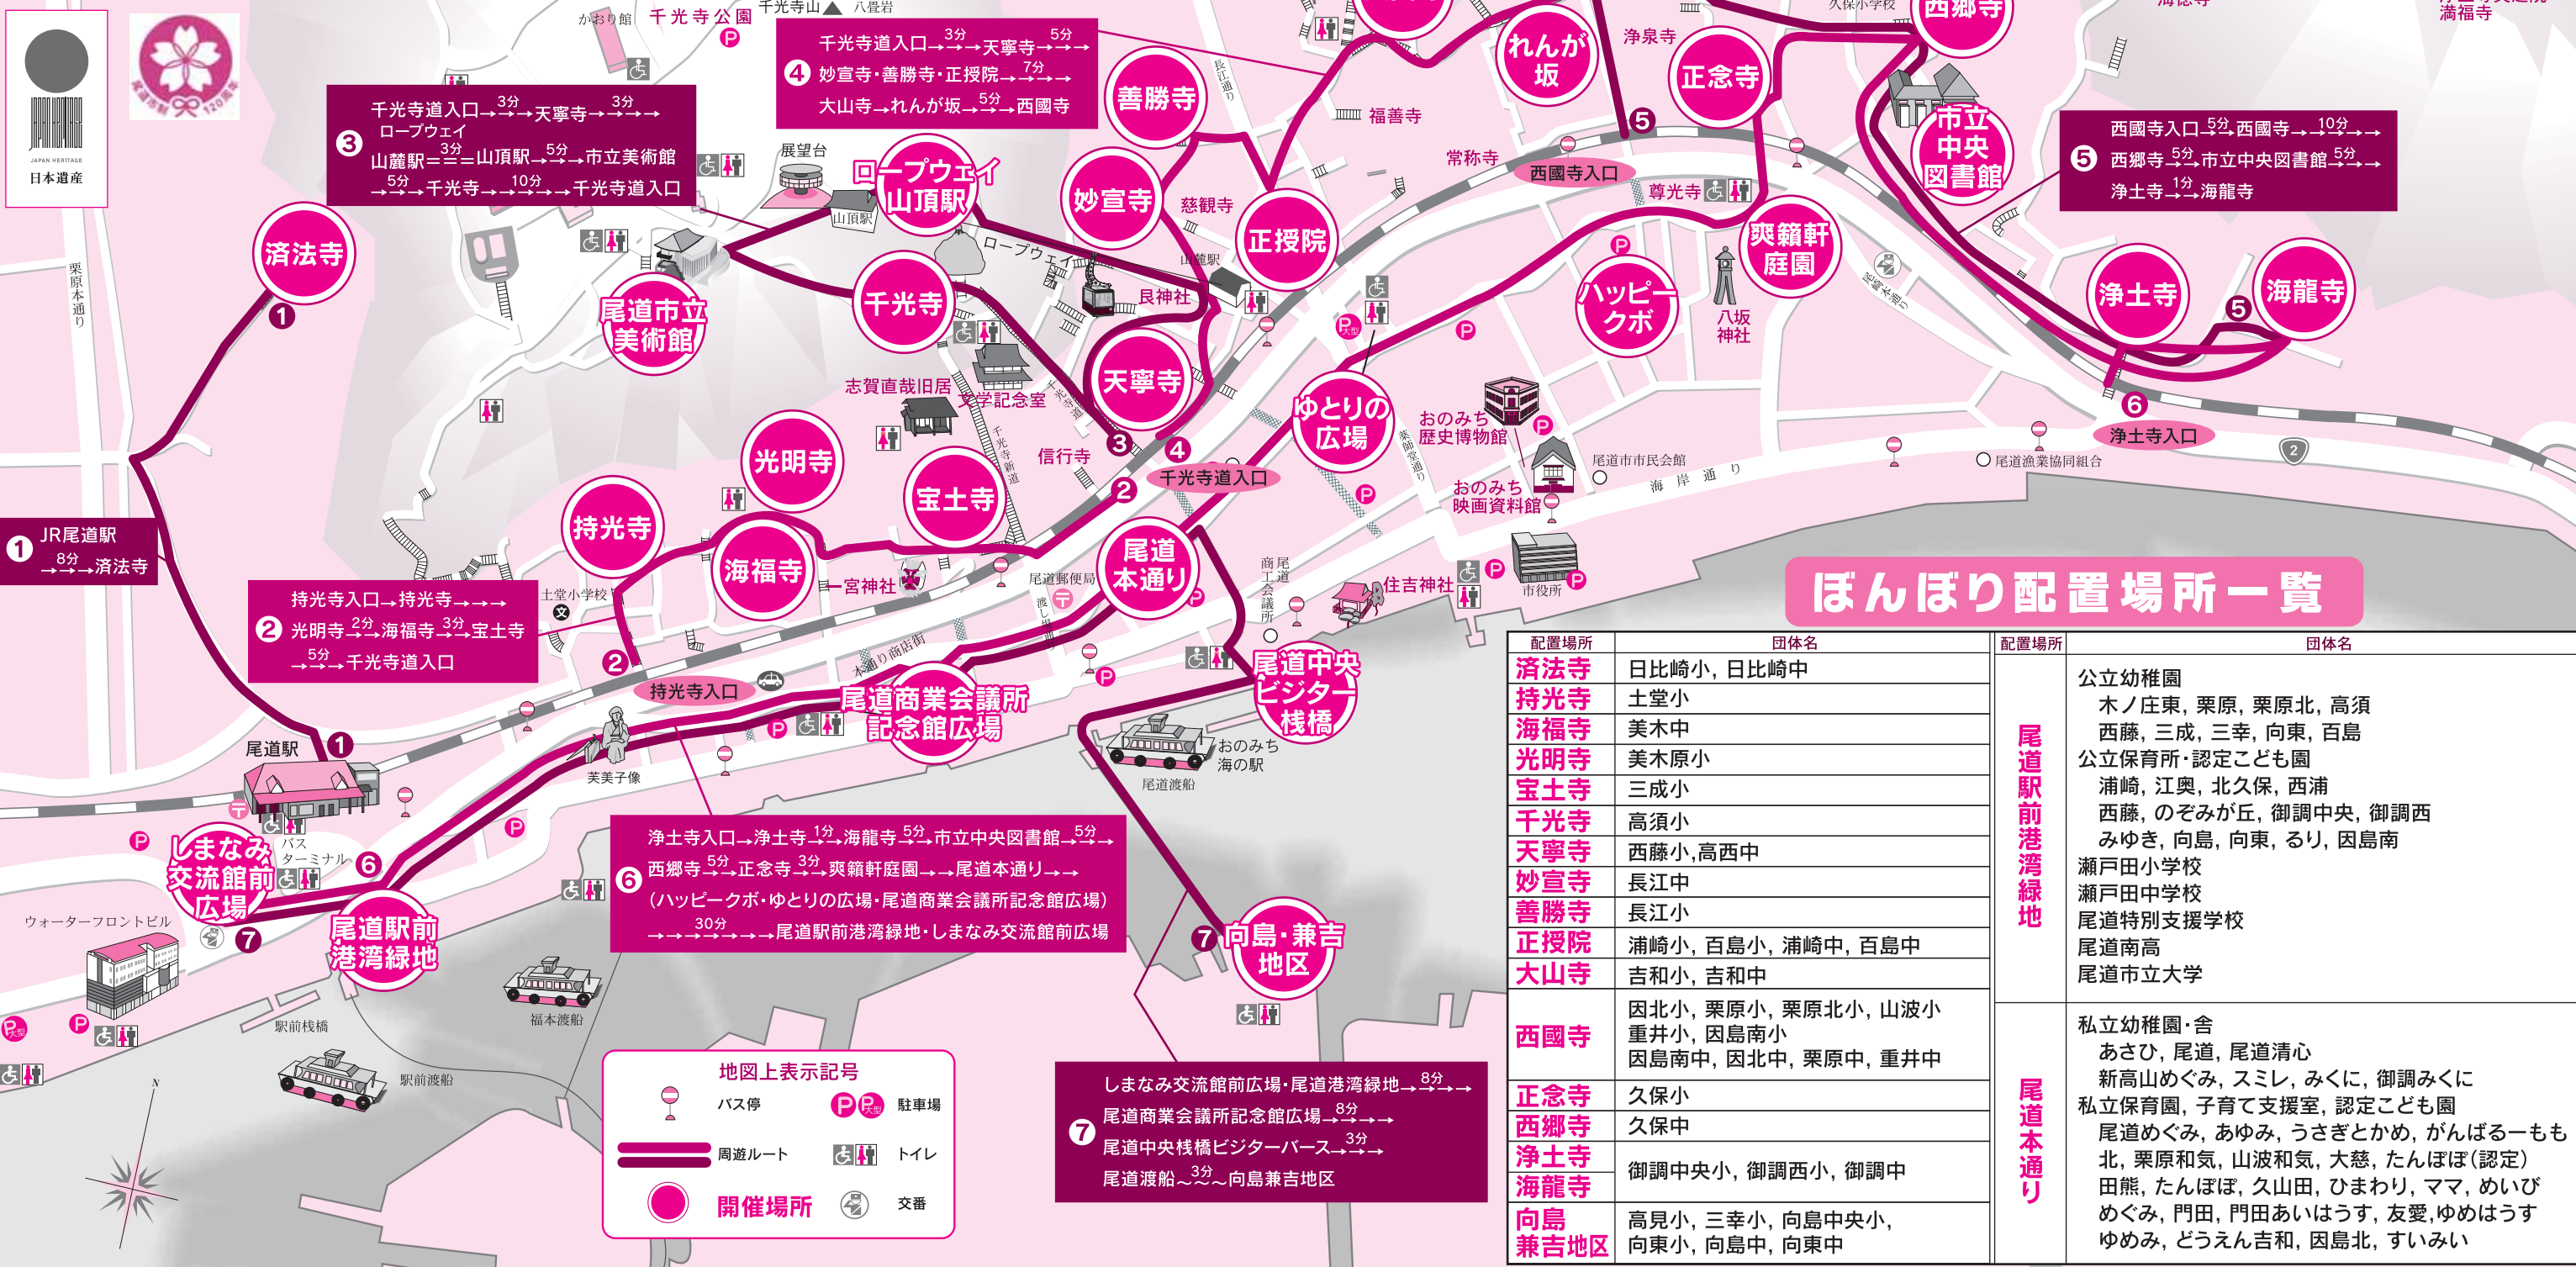 JAPAN HERITAGE
日本遺産
尾道市制
120周年
かおり館
千光寺公園
千光寺山
八畳岩
久保小学校
西郷寺
満福寺
❸
千光寺道入口→3分→→天寧寺→3分→→→
ロープウェイ
山麓駅=3分==山頂駅→5分→→市立美術館
→5分→→千光寺→10分→→→千光寺道入口
❹
千光寺道入口→3分→→天寧寺→5分→→→
妙宣寺・善勝寺・正授院→7分→→→
大山寺→れんが坂→5分→→西國寺
❺
西國寺入口→5分→西國寺→→10分→→→
西郷寺→5分→市立中央図書館→5分→→
浄土寺→1分→海龍寺
善勝寺
長江通り
れんが
坂
浄泉寺
正念寺
福善寺
常称寺
西國寺入口
尊光寺
市立
中央
図書館
展望台
山頂駅
ロープウェイ
山頂駅
妙宣寺
慈観寺
正授院
爽籟軒
庭園
済法寺
栗原本通り
尾道市立
美術館
千光寺
ロープウェイ
山麓駅
艮神社
ハッピー
クボ
八坂
神社
尾崎本通り
浄土寺
海龍寺
天寧寺
志賀直哉旧居
文学記念室
千光寺道
千光寺新道
信行寺
ゆとりの
広場
薬師堂通り
おのみち
歴史博物館
おのみち
映画資料館
尾道市市民会館
海岸通り
尾道漁業協同組合
浄土寺入口
2
千光寺道入口
光明寺
宝土寺
持光寺
海福寺
尾道
本通り
❶
JR尾道駅
→8分→→済法寺
❷
持光寺入口→持光寺→→→
光明寺→2分→海福寺→3分→宝土寺
→5分→→千光寺道入口
土堂小学校
一宮神社
尾道郵便局
本通り商店街
尾道
商工会議所
住吉神社
市役所
持光寺入口
尾道商業会議所
記念館広場
尾道中央
ビジター
桟橋
尾道駅
芙美子像
おのみち
海の駅
尾道渡船
バス
ターミナル
しまなみ
交流館前
広場
尾道駅前
港湾緑地
ウォーターフロントビル
駅前桟橋
駅前渡船
福本渡船
向島・兼吉
地区
❻
浄土寺入口→浄土寺→1分→海龍寺→5分→市立中央図書館→5分→→
西郷寺→5分→正念寺→3分→爽籟軒庭園→→尾道本通り→→
(ハッピークボ・ゆとりの広場・尾道商業会議所記念館広場)
→→→30分→→→→尾道駅前港湾緑地・しまなみ交流館前広場
❼
しまなみ交流館前広場・尾道港湾緑地→8分→→→
尾道商業会議所記念館広場→8分→→→
尾道中央桟橋ビジターバース→3分→→
尾道渡船〜3分〜〜向島兼吉地区
地図上表示記号
バス停
駐車場
周遊ルート
トイレ
開催場所
交番
N
ぼんぼり配置場所一覧
配置場所 団体名
済法寺 日比崎小, 日比崎中
持光寺 土堂小
海福寺 美木中
光明寺 美木原小
宝土寺 三成小
千光寺 高須小
天寧寺 西藤小,高西中
妙宣寺 長江中
善勝寺 長江小
正授院 浦崎小, 百島小, 浦崎中, 百島中
大山寺 吉和小, 吉和中
西國寺
因北小, 栗原小, 栗原北小, 山波小
重井小, 因島南小
因島南中, 因北中, 栗原中, 重井中
正念寺 久保小
西郷寺 久保中
浄土寺
海龍寺
御調中央小, 御調西小, 御調中
向島
兼吉地区
高見小, 三幸小, 向島中央小,
向東小, 向島中, 向東中
配置場所 団体名
尾道駅前港湾緑地
公立幼稚園
木ノ庄東, 栗原, 栗原北, 高須
西藤, 三成, 三幸, 向東, 百島
公立保育所・認定こども園
浦崎, 江奥, 北久保, 西浦
西藤, のぞみが丘, 御調中央, 御調西
みゆき, 向島, 向東, るり, 因島南
瀬戸田小学校
瀬戸田中学校
尾道特別支援学校
尾道南高
尾道市立大学
尾道本通り
私立幼稚園・舎
あさひ, 尾道, 尾道清心
新高山めぐみ, スミレ, みくに, 御調みくに
私立保育園, 子育て支援室, 認定こども園
尾道めぐみ, あゆみ, うさぎとかめ, がんばるーもも
北, 栗原和気, 山波和気, 大慈, たんぽぽ(認定)
田熊, たんぽぽ, 久山田, ひまわり, ママ, めいび
めぐみ, 門田, 門田あいはうす, 友愛,ゆめはうす
ゆめみ, どうえん吉和, 因島北, すいみい